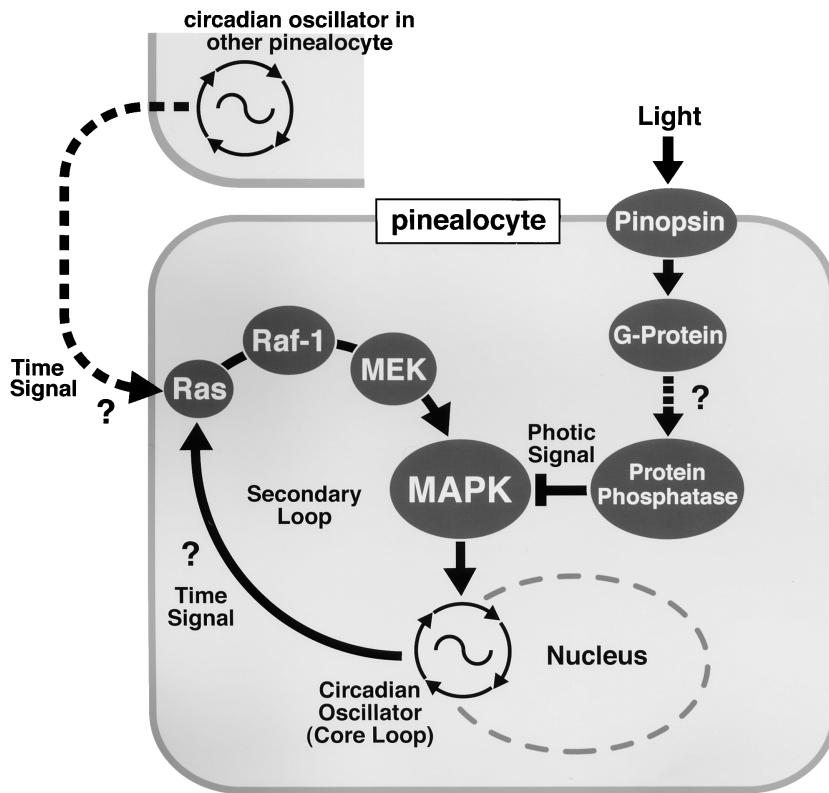 circadian oscillator in
other pinealocyte
Light
pinealocyte
Pinopsin
G-Protein
Raf-1
MEK
Ras
Time
Signal
?
?
Photic
Signal
MAPK
Protein
Phosphatase
Secondary
Loop
?
Time
Signal
Nucleus
Circadian
Oscillator
(Core Loop)